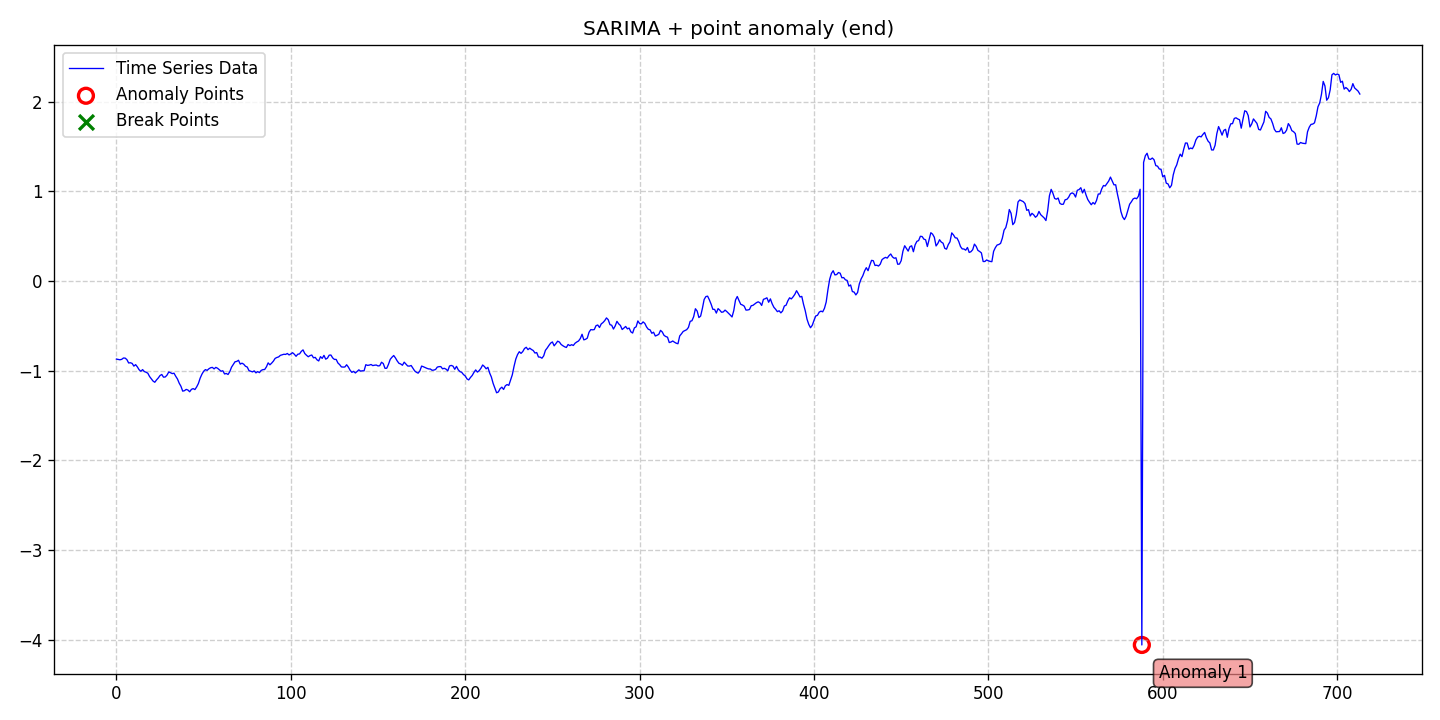 SARIMA + point anomaly (end)
Time Series Data
Anomaly Points
Break Points
2
1
0
−1
−2
−3
−4
Anomaly 1
0 100 200 300 400 500 600 700